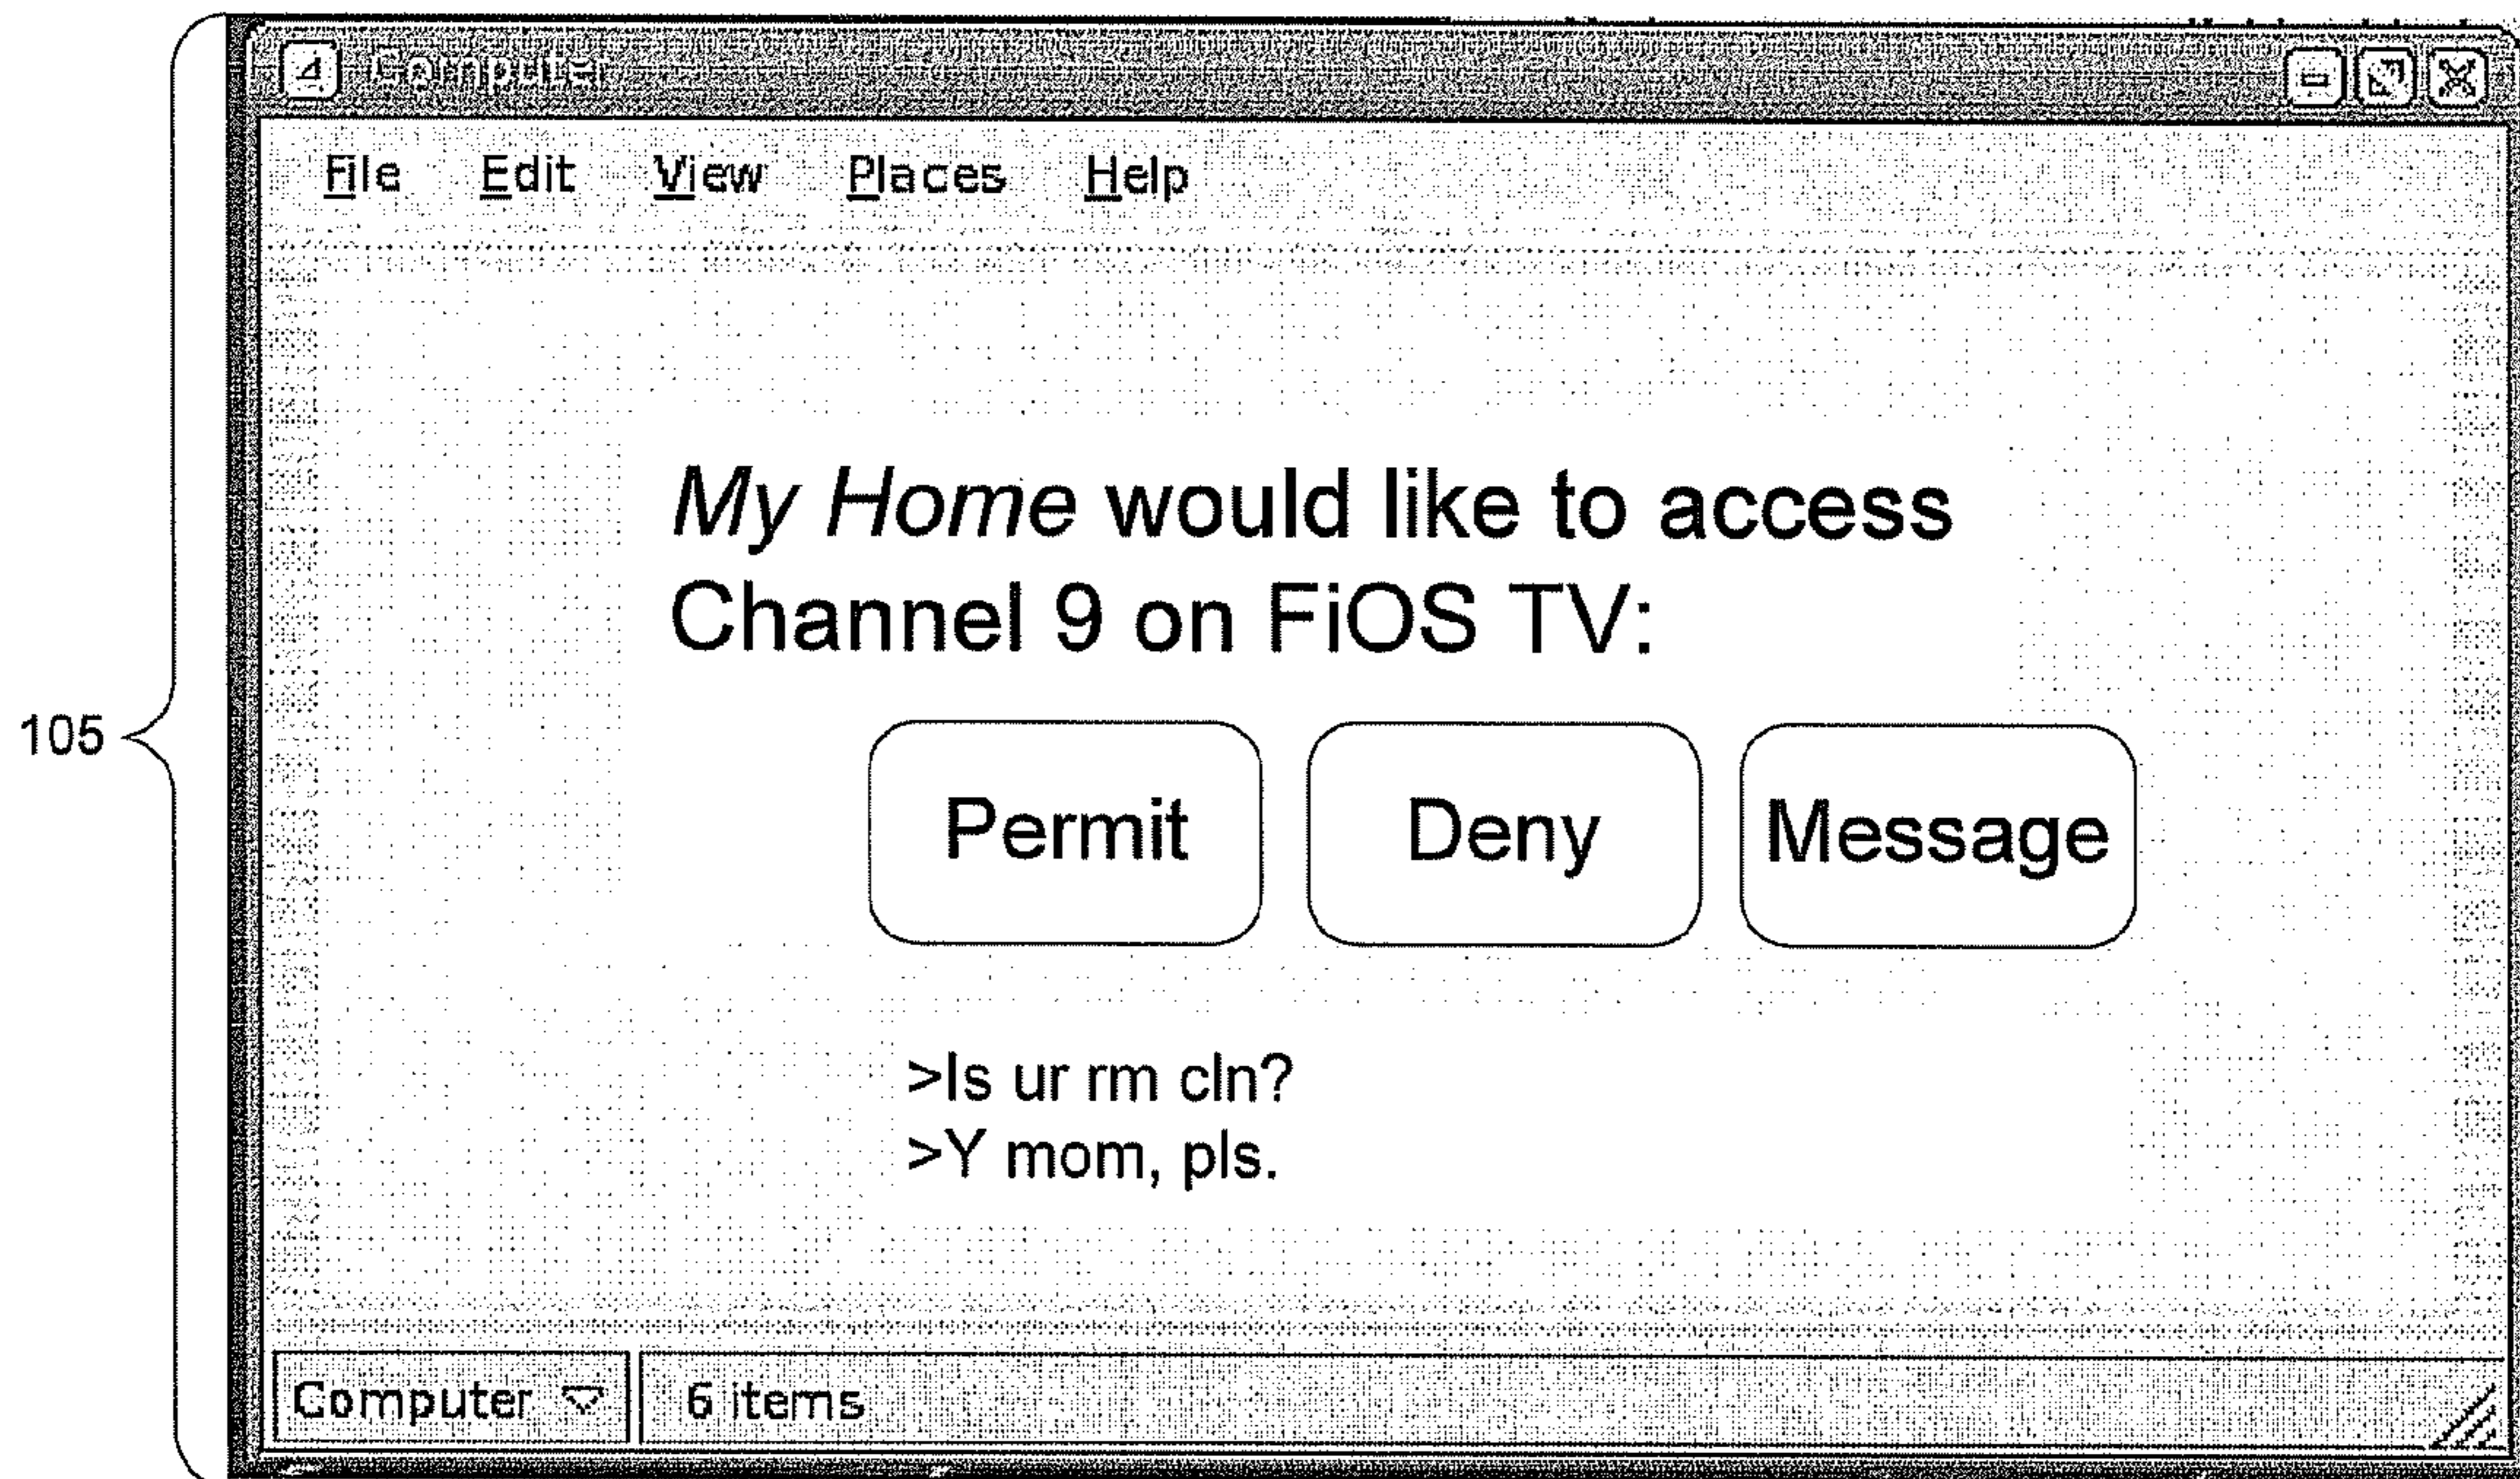 Computer
File Edit View Places Help
My Home would like to access
Channel 9 on FiOS TV:
105
Permit Deny Message
>Is ur rm cln?
>Y mom, pls.
Computer 6 items